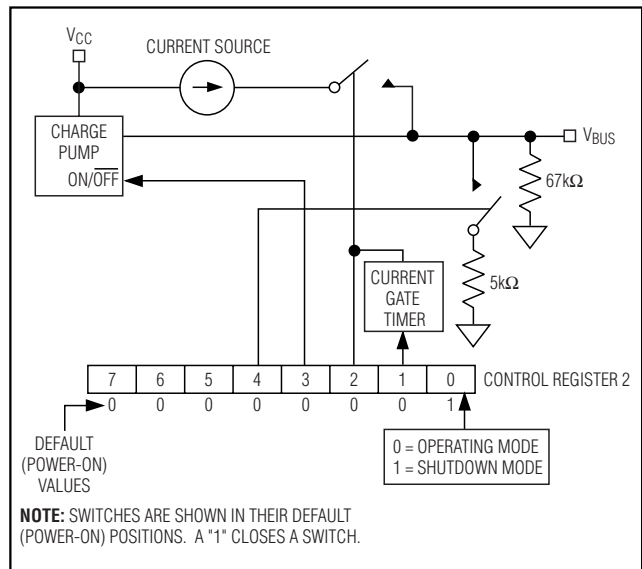 VCC
CURRENT SOURCE
CHARGE
PUMP
ON/OFF
VBUS
67kΩ
5kΩ
CURRENT
GATE
TIMER
7 6 5 4 3 2 1 0
CONTROL REGISTER 2
0 0 0 0 0 0 0 1
DEFAULT
(POWER-ON)
VALUES
0 = OPERATING MODE
1 = SHUTDOWN MODE
NOTE: SWITCHES ARE SHOWN IN THEIR DEFAULT
(POWER-ON) POSITIONS. A "1" CLOSES A SWITCH.